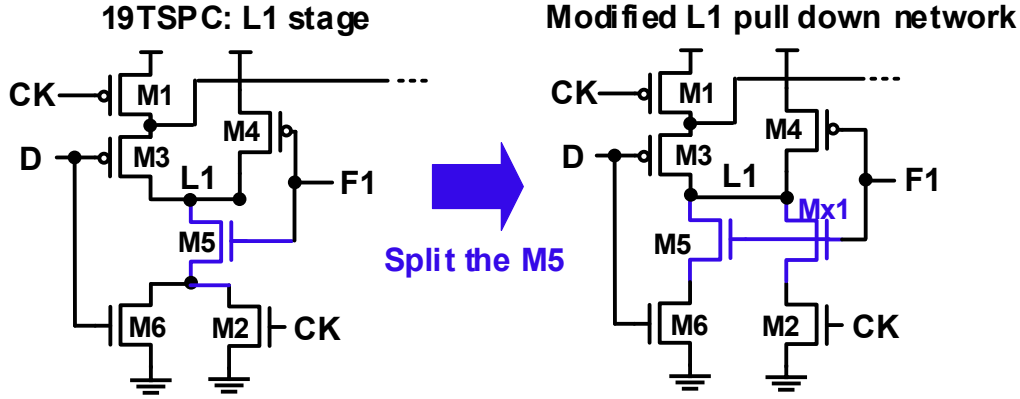 19TSPC: L1 stage
CK
M1
M4
D
M3
L1
F1
M5
M6
M2
CK
Split the M5
Modified L1 pull down network
CK
M1
M4
D
M3
L1
F1
Mx1
M5
M6
M2
CK